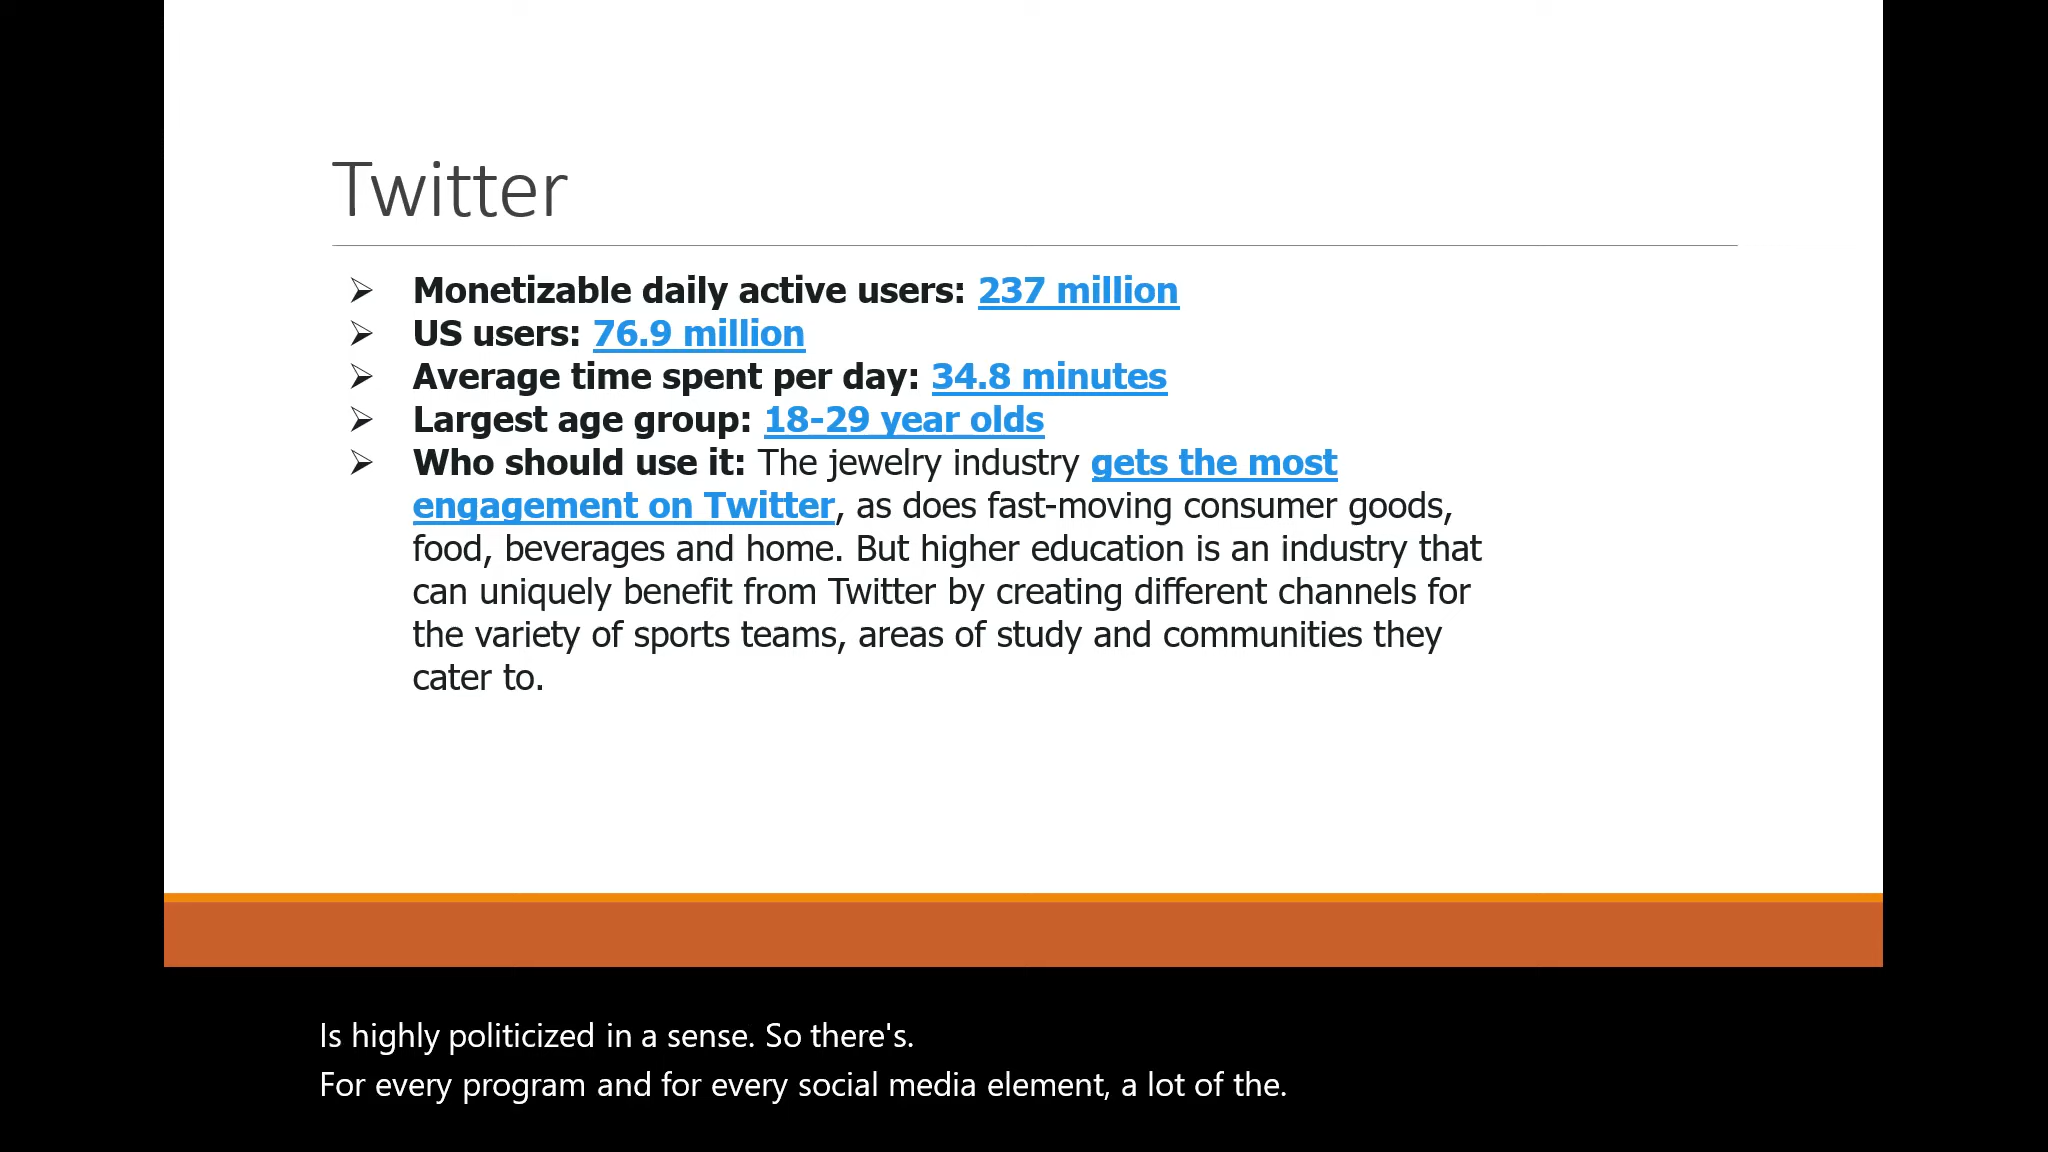 Twitter
➢ Monetizable daily active users: 237 million
➢ US users: 76.9 million
➢ Average time spent per day: 34.8 minutes
➢ Largest age group: 18-29 year olds
➢ Who should use it: The jewelry industry gets the most
engagement on Twitter, as does fast-moving consumer goods,
food, beverages and home. But higher education is an industry that
can uniquely benefit from Twitter by creating different channels for
the variety of sports teams, areas of study and communities they
cater to.
Is highly politicized in a sense. So there's.
For every program and for every social media element, a lot of the.